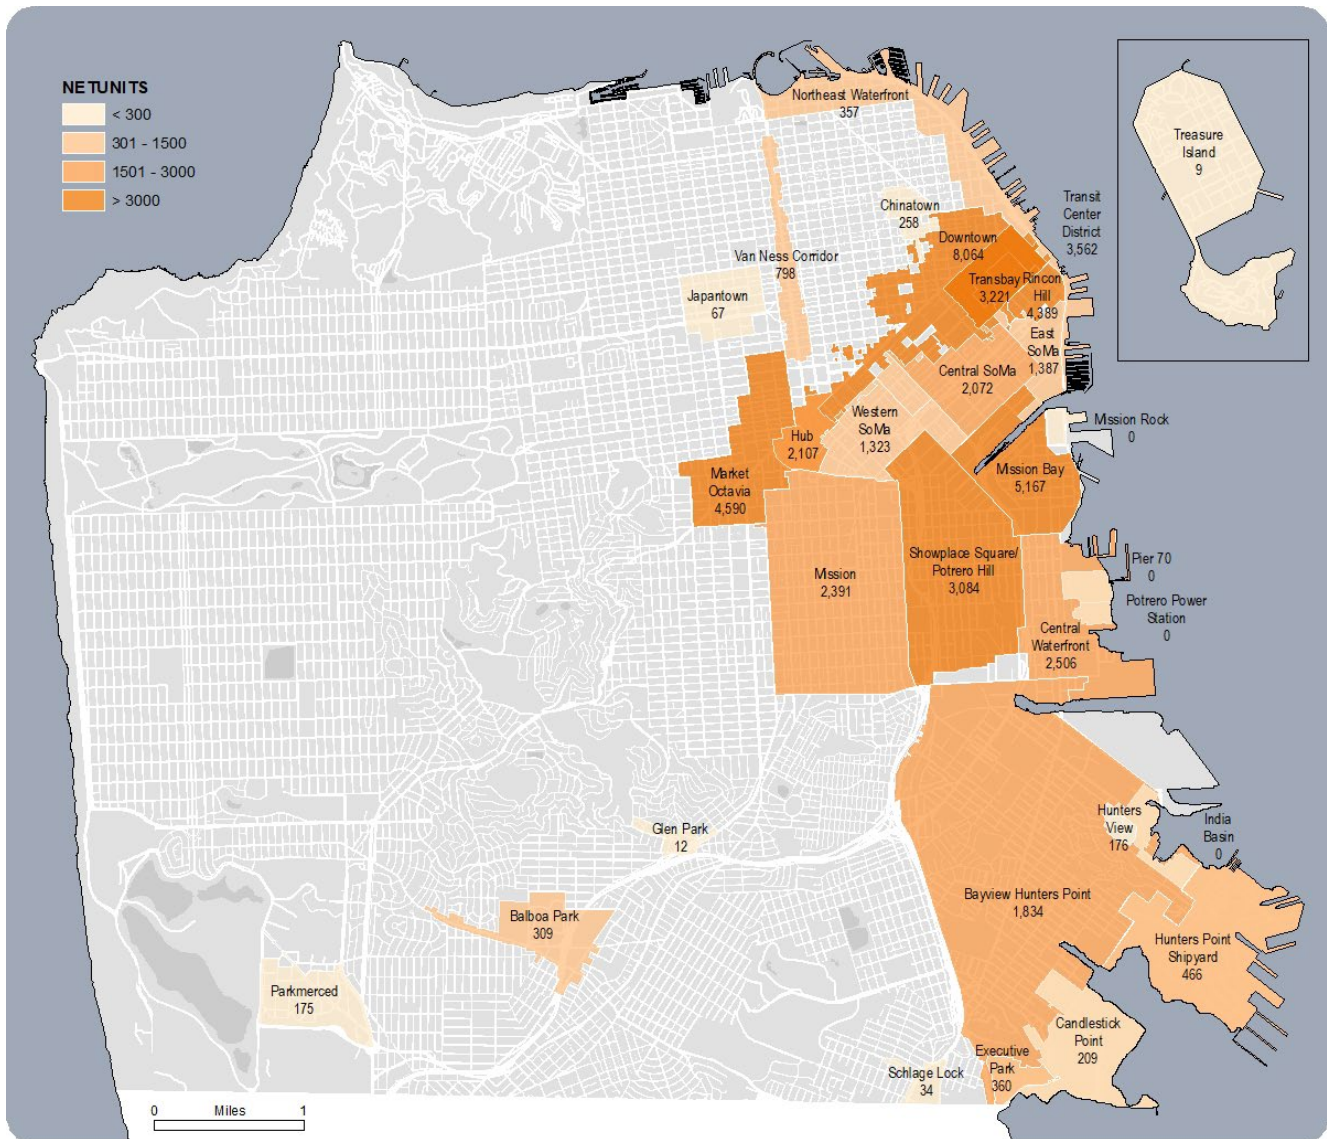 NETUNITS
< 300
301 - 1500
1501 - 3000
> 3000
Northeast Waterfront
357
Treasure
Island
9
Transit
Center
District
3,562
Chinatown
258
Downtown
8,064
Van Ness Corridor
798
Transbay
3,221
Rincon
Hill
4,389
Japantown
67
East
SoMa
1,387
Central SoMa
2,072
Western
SoMa
1,323
Mission Rock
0
Hub
2,107
Market
Octavia
4,590
Mission Bay
5,167
Showplace Square/
Potrero Hill
3,084
Mission
2,391
Pier 70
0
Potrero Power
Station
0
Central
Waterfront
2,506
Hunters
View
176
India
Basin
0
Glen Park
12
Bayview Hunters Point
1,834
Balboa Park
309
Hunters Point
Shipyard
466
Parkmerced
175
Candlestick
Point
209
Executive
Park
360
Schlage Lock
34
0 Miles 1